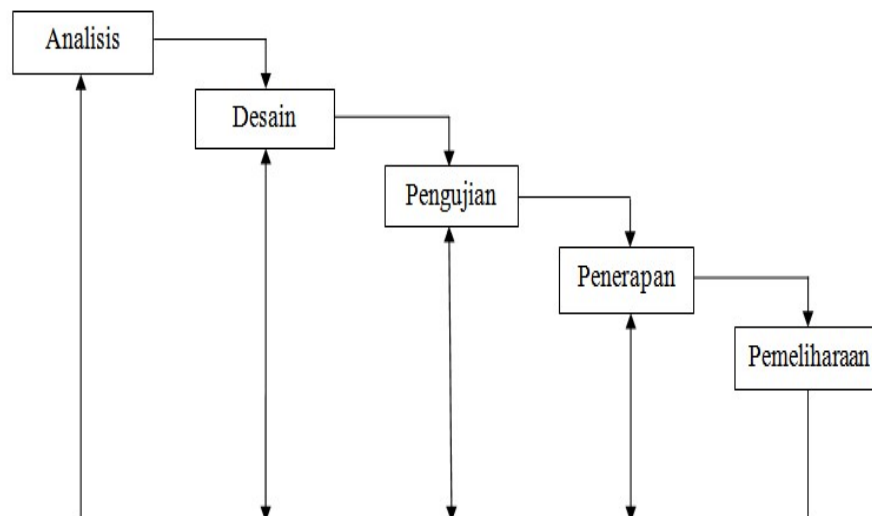 Analisis
Desain
Pengujian
Penerapan
Pemeliharaan